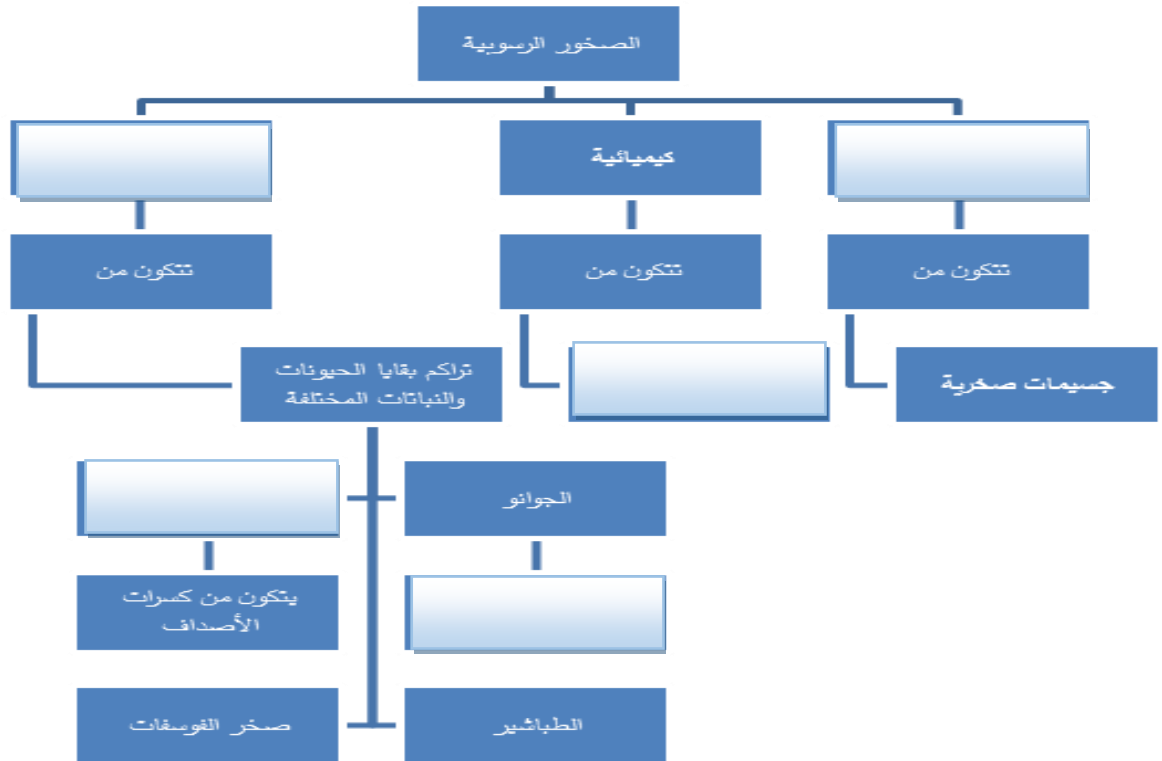 الصخور الرسوبية
كيميائية
تتكون من
تتكون من
تتكون من
جسيمات صخرية
تراكم بقايا الحيونات
والنباتات المختلفة
الجوانو
يتكون من كسرات
الأصداف
الطباشير
صخر الفوسفات